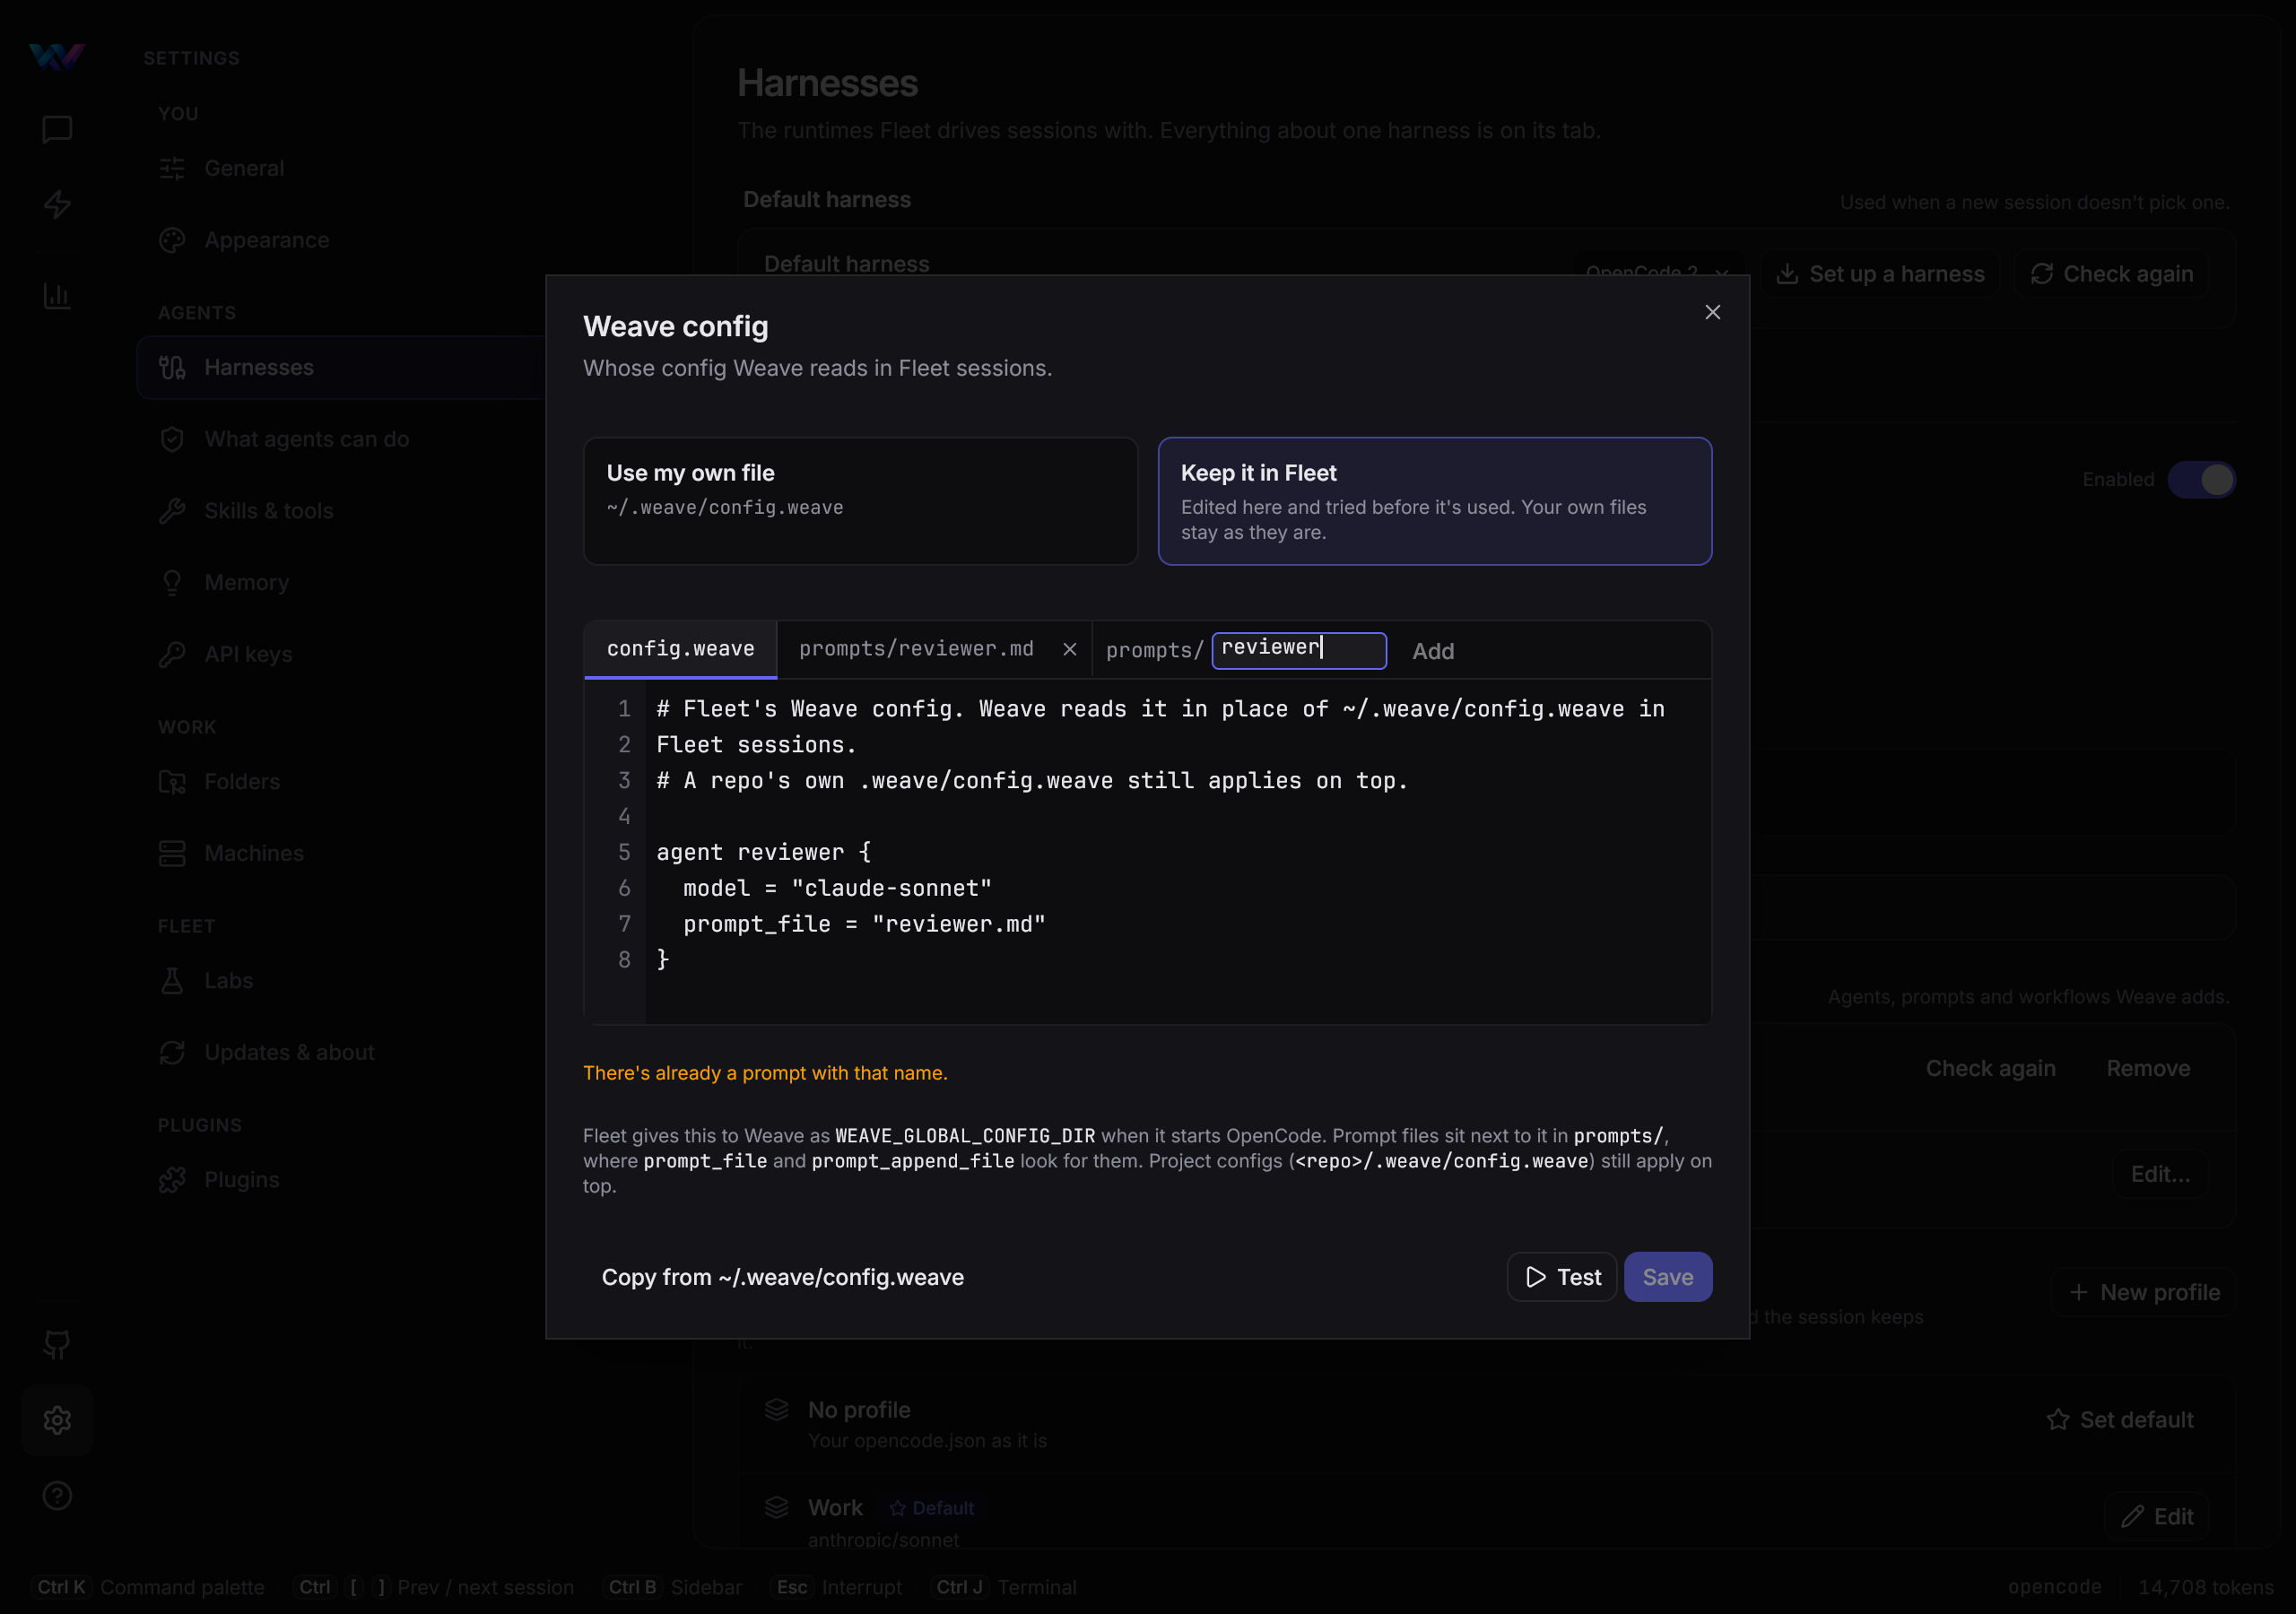 SETTINGS
YOU
General
Appearance
AGENTS
Harnesses
What agents can do
Skills & tools
Memory
API keys
WORK
Folders
Machines
FLEET
Labs
Updates & about
PLUGINS
Plugins
Harnesses
The runtimes Fleet drives sessions with. Everything about one harness is on its tab.
Default harness
Used when a new session doesn't pick one.
Default harness
OpenCode 2
Set up a harness
Check again
Enabled
Weave config
Whose config Weave reads in Fleet sessions.
Use my own file
~/.weave/config.weave
Keep it in Fleet
Edited here and tried before it's used. Your own files
stay as they are.
config.weave
prompts/reviewer.md
prompts/ reviewer
Add
1 # Fleet's Weave config. Weave reads it in place of ~/.weave/config.weave in
2 Fleet sessions.
3 # A repo's own .weave/config.weave still applies on top.
4
5 agent reviewer {
6 model = "claude-sonnet"
7 prompt_file = "reviewer.md"
8 }
There's already a prompt with that name.
Fleet gives this to Weave as WEAVE_GLOBAL_CONFIG_DIR when it starts OpenCode. Prompt files sit next to it in prompts/,
where prompt_file and prompt_append_file look for them. Project configs (<repo>/.weave/config.weave) still apply on
top.
Copy from ~/.weave/config.weave
Test
Save
Agents, prompts and workflows Weave adds.
Check again
Remove
Edit...
New profile
d the session keeps
it.
No profile
Your opencode.json as it is
Set default
Work
Default
anthropic/sonnet
Edit
Ctrl K Command palette
Ctrl [ ] Prev / next session
Ctrl B Sidebar
Esc Interrupt
Ctrl J Terminal
opencode
14,708 tokens